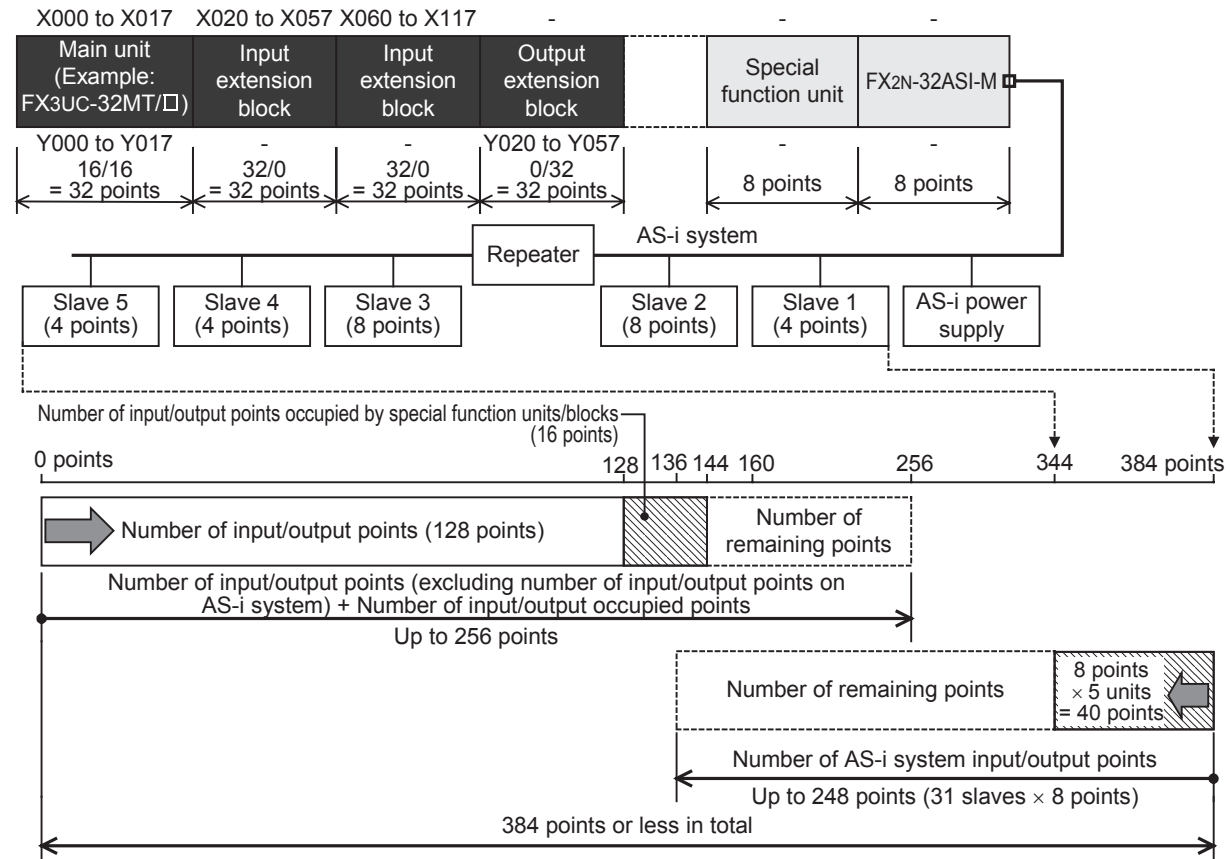 X000 to X017 X020 to X057 X060 to X117 - - -
Main unit
(Example:
FX3UC-32MT/□)
Input
extension
block
Input
extension
block
Output
extension
block
Special
function unit
FX2N-32ASI-M
Y000 to Y017 - - Y020 to Y057 - -
16/16
= 32 points
32/0
= 32 points
32/0
= 32 points
0/32
= 32 points
8 points
8 points
AS-i system
Repeater
Slave 5
(4 points)
Slave 4
(4 points)
Slave 3
(8 points)
Slave 2
(8 points)
Slave 1
(4 points)
AS-i power
supply
Number of input/output points occupied by special function units/blocks
(16 points)
0 points 128 136 144 160 256 344 384 points
Number of input/output points (128 points)
Number of
remaining points
Number of input/output points (excluding number of input/output points on
AS-i system) + Number of input/output occupied points
Up to 256 points
Number of remaining points
8 points
× 5 units
= 40 points
Number of AS-i system input/output points
Up to 248 points (31 slaves × 8 points)
384 points or less in total